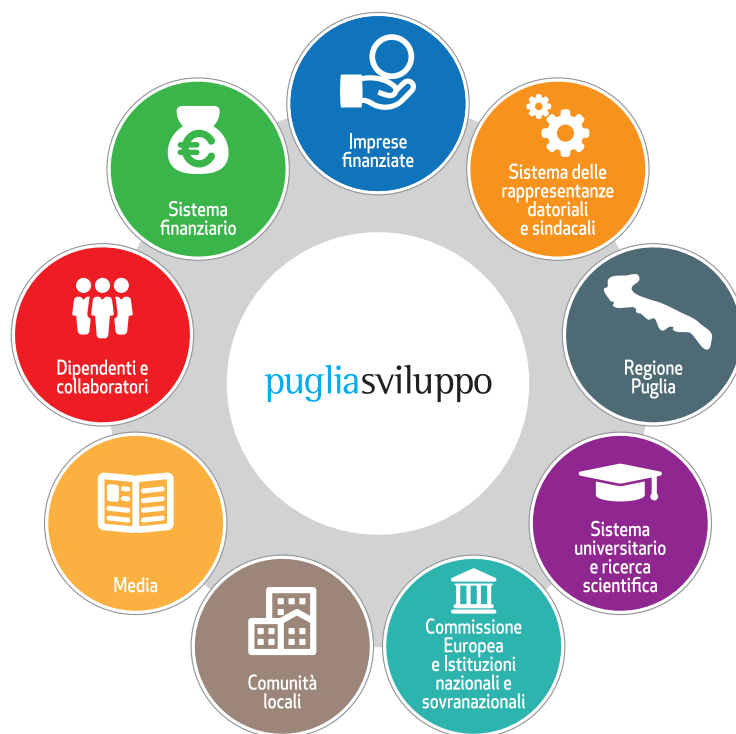 Imprese
finanziate
Sistema delle
rappresentanze
datoriali
e sindacali
Regione
Puglia
Sistema
universitario
e ricerca
scientifica
Commissione
Europea
e Istituzioni
nazionali e
sovranazionali
Comunità
locali
Media
Dipendenti e
collaboratori
Sistema
finanziario
€
pugliasviluppo